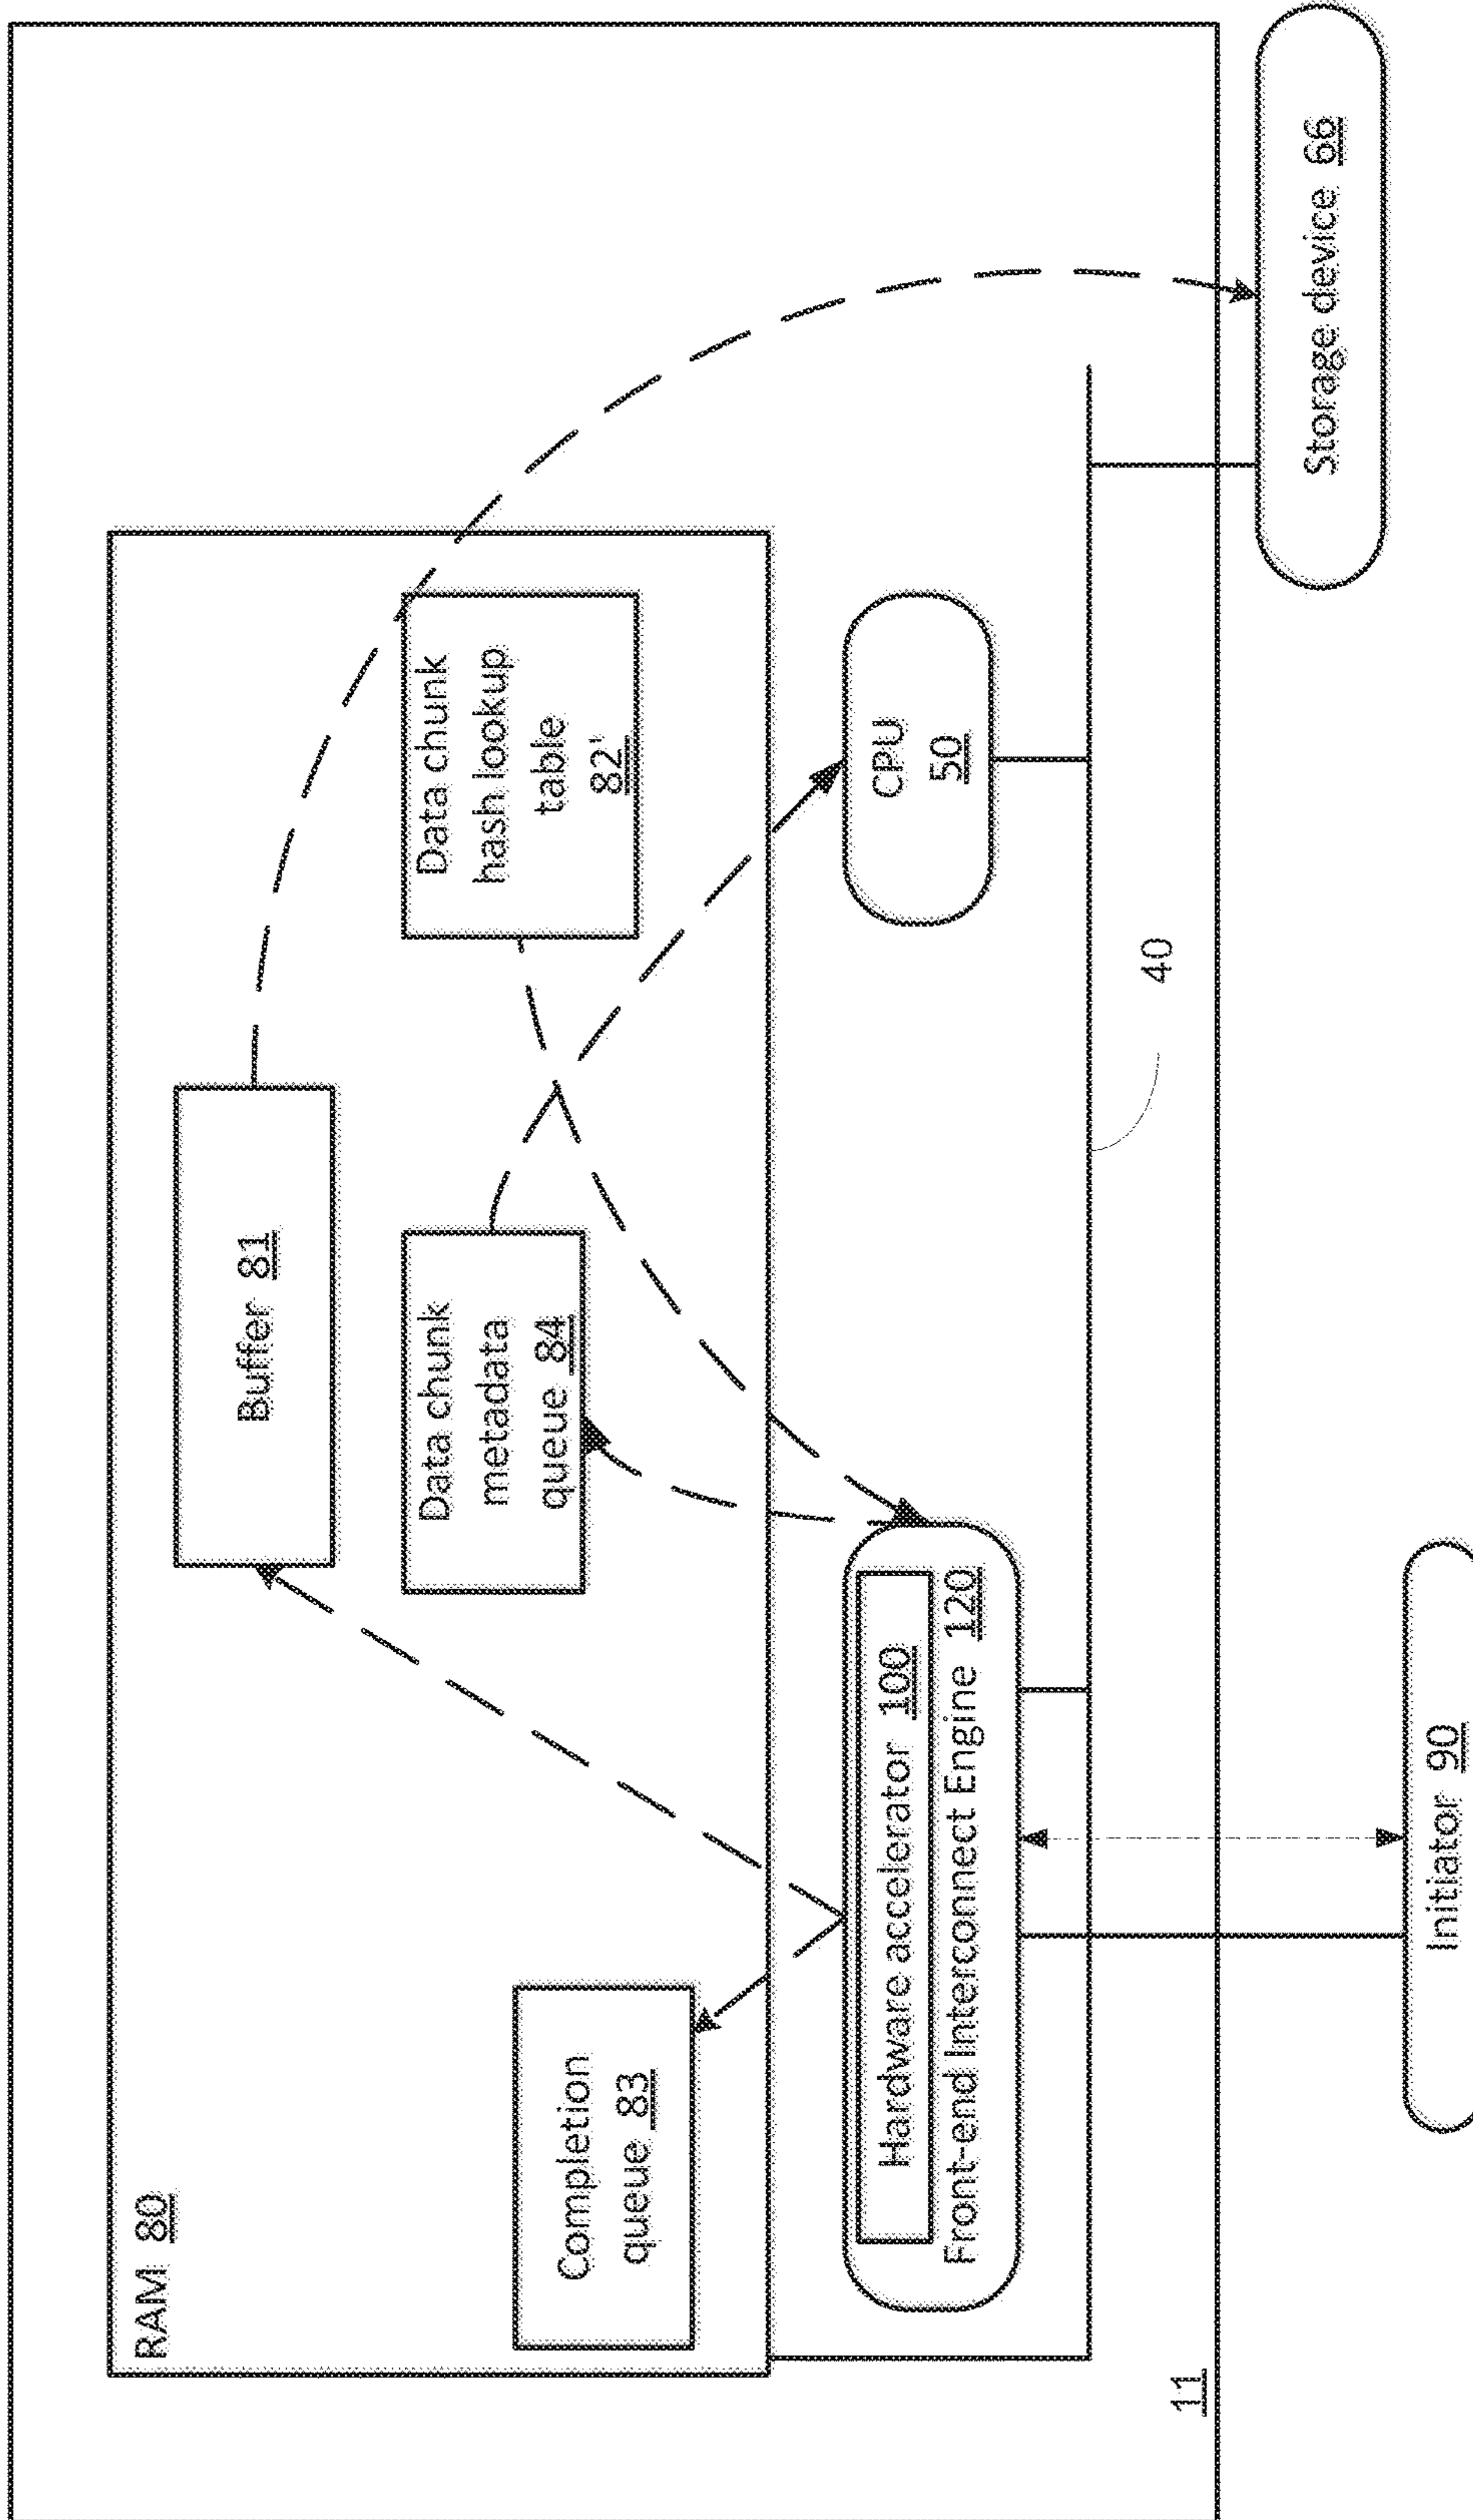 RAM 80
Buffer 81
Completion
queue 83
Data chunk
metadata
queue 84
Data chunk
hash lookup
table
82'
Hardware accelerator 100
Front-end Interconnect Engine 120
CPU
50
40
11
Storage device 66
Initiator 90